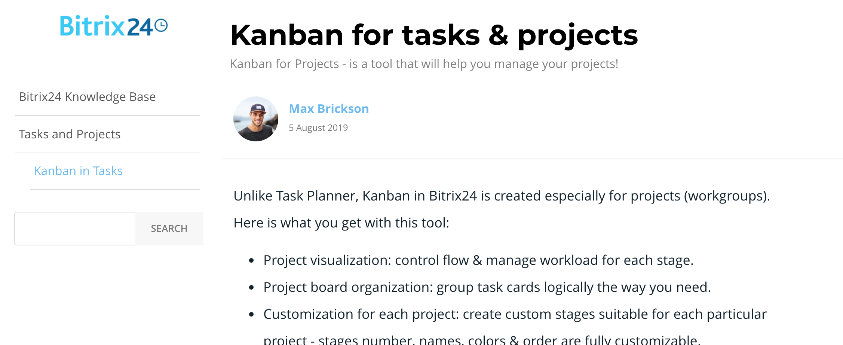 Bitrix24
Kanban for tasks & projects
Kanban for Projects - is a tool that will help you manage your projects!
Bitrix24 Knowledge Base
Tasks and Projects
Kanban in Tasks
SEARCH
Max Brickson
5 August 2019
Unlike Task Planner, Kanban in Bitrix24 is created especially for projects (workgroups).
Here is what you get with this tool:
• Project visualization: control flow & manage workload for each stage.
• Project board organization: group task cards logically the way you need.
• Customization for each project: create custom stages suitable for each particular
project - stages number, names, colors & order are fully customizable.